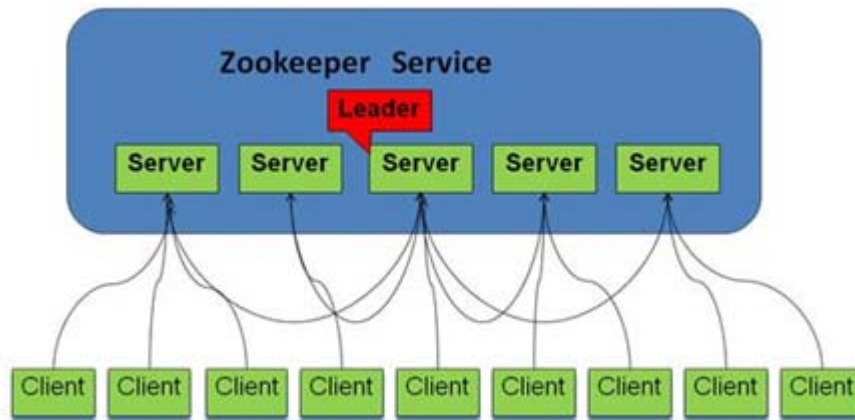 Zookeeper Service
Leader
Server Server Server Server Server
Client Client Client Client Client Client Client Client Client